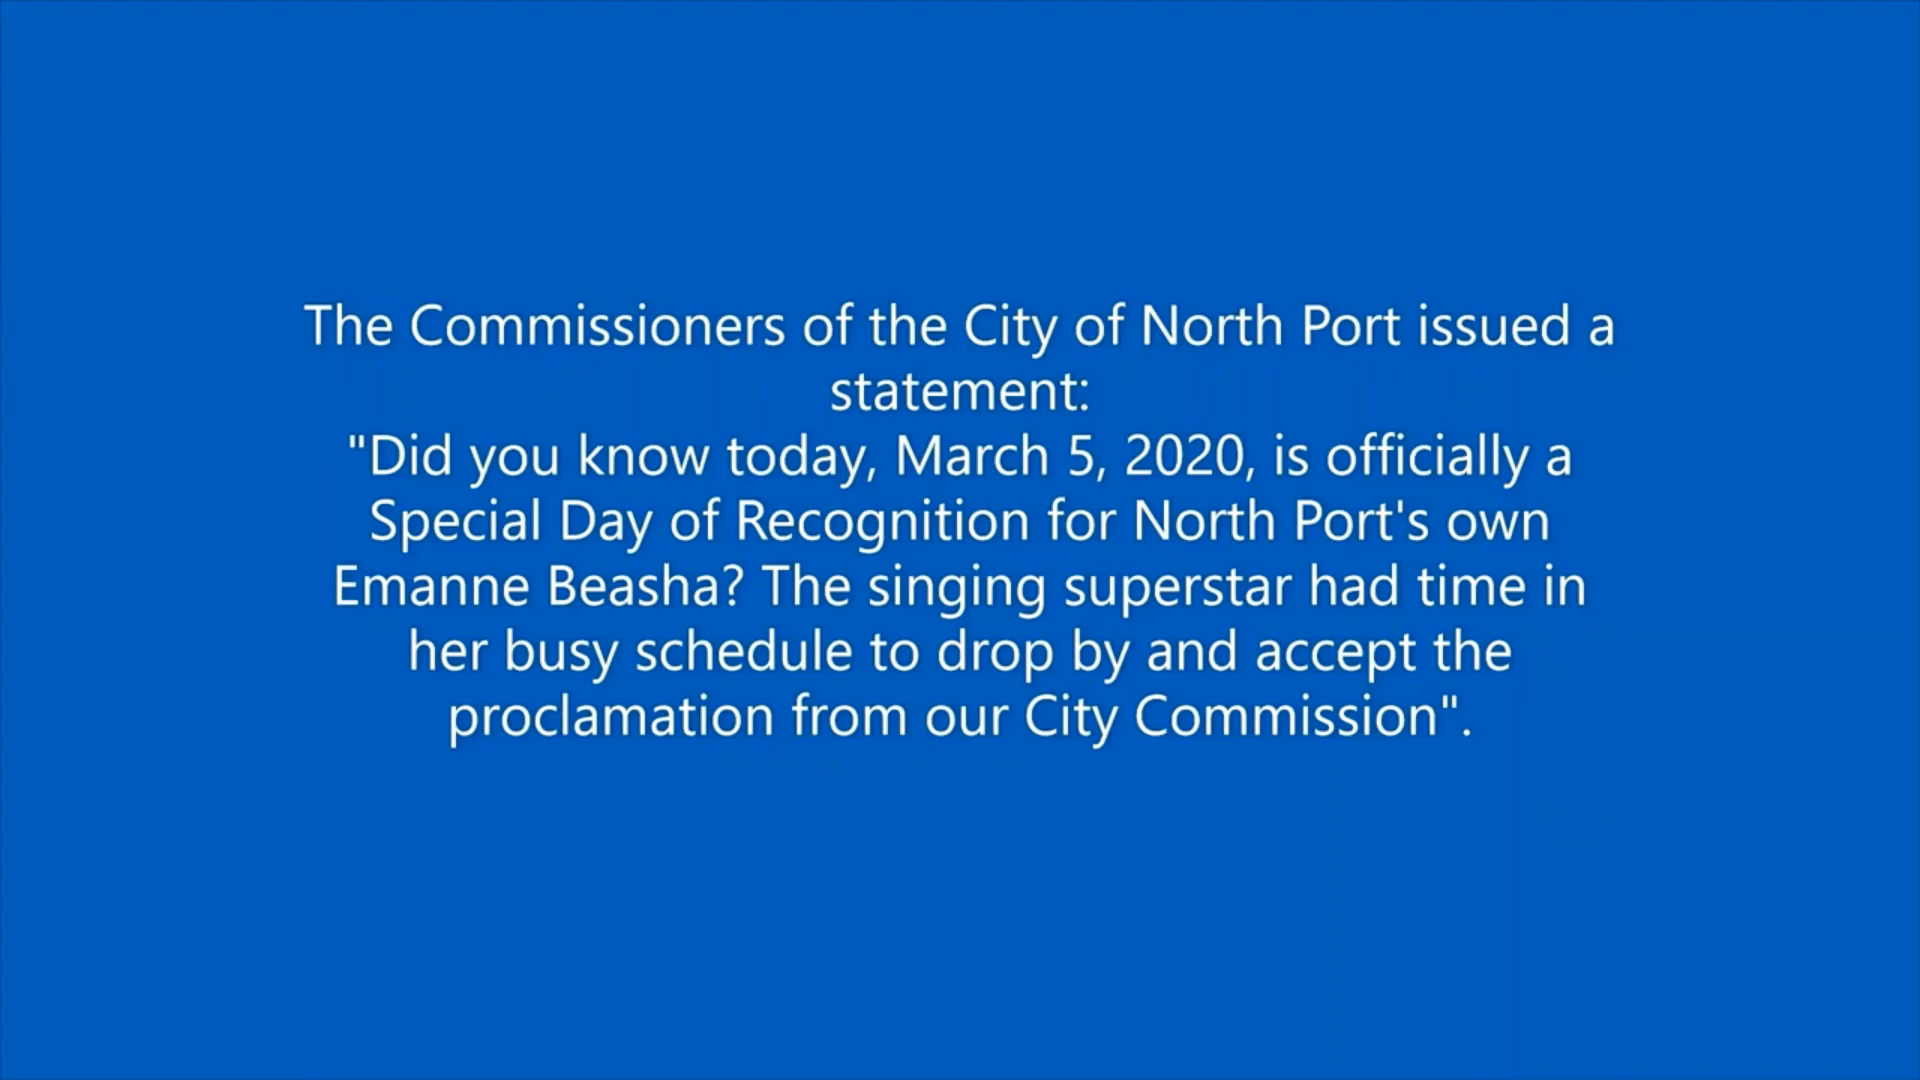 The Commissioners of the City of North Port issued a
statement:
"Did you know today, March 5, 2020, is officially a
Special Day of Recognition for North Port's own
Emanne Beasha? The singing superstar had time in
her busy schedule to drop by and accept the
proclamation from our City Commission".